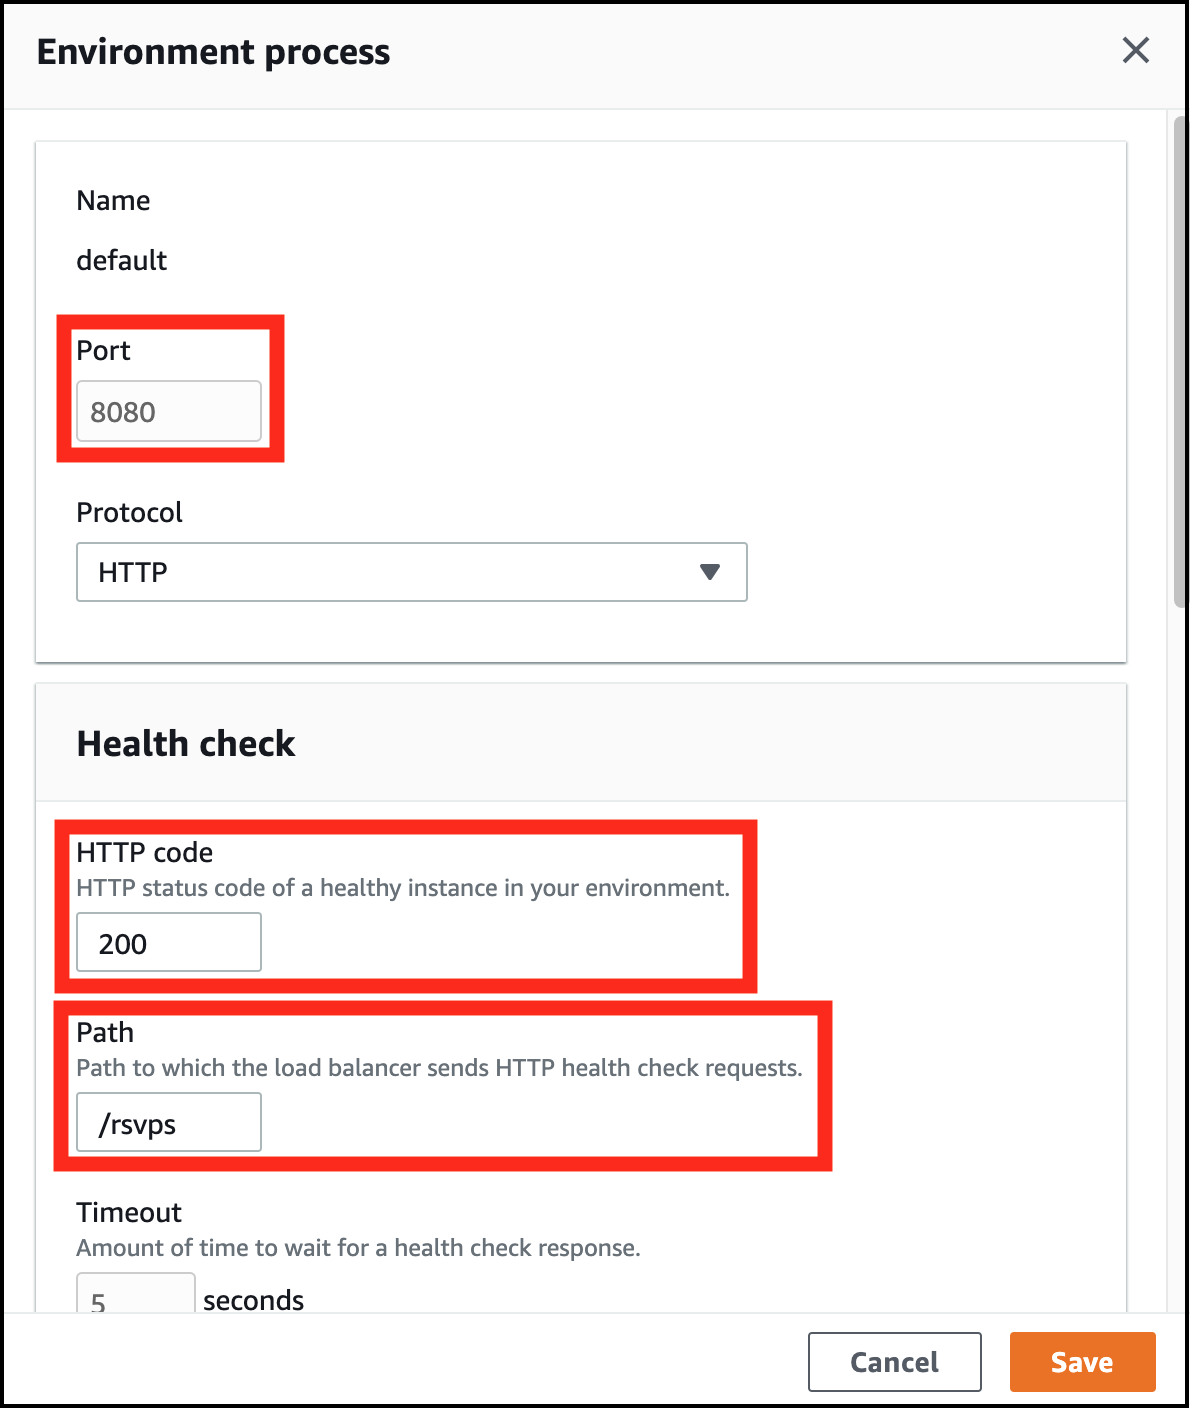 Environment process
Name
default
Port
8080
Protocol
HTTP
Health check
HTTP code
HTTP status code of a healthy instance in your environment.
200
Path
Path to which the load balancer sends HTTP health check requests.
/rsvps
Timeout
Amount of time to wait for a health check response.
5 seconds
Cancel Save